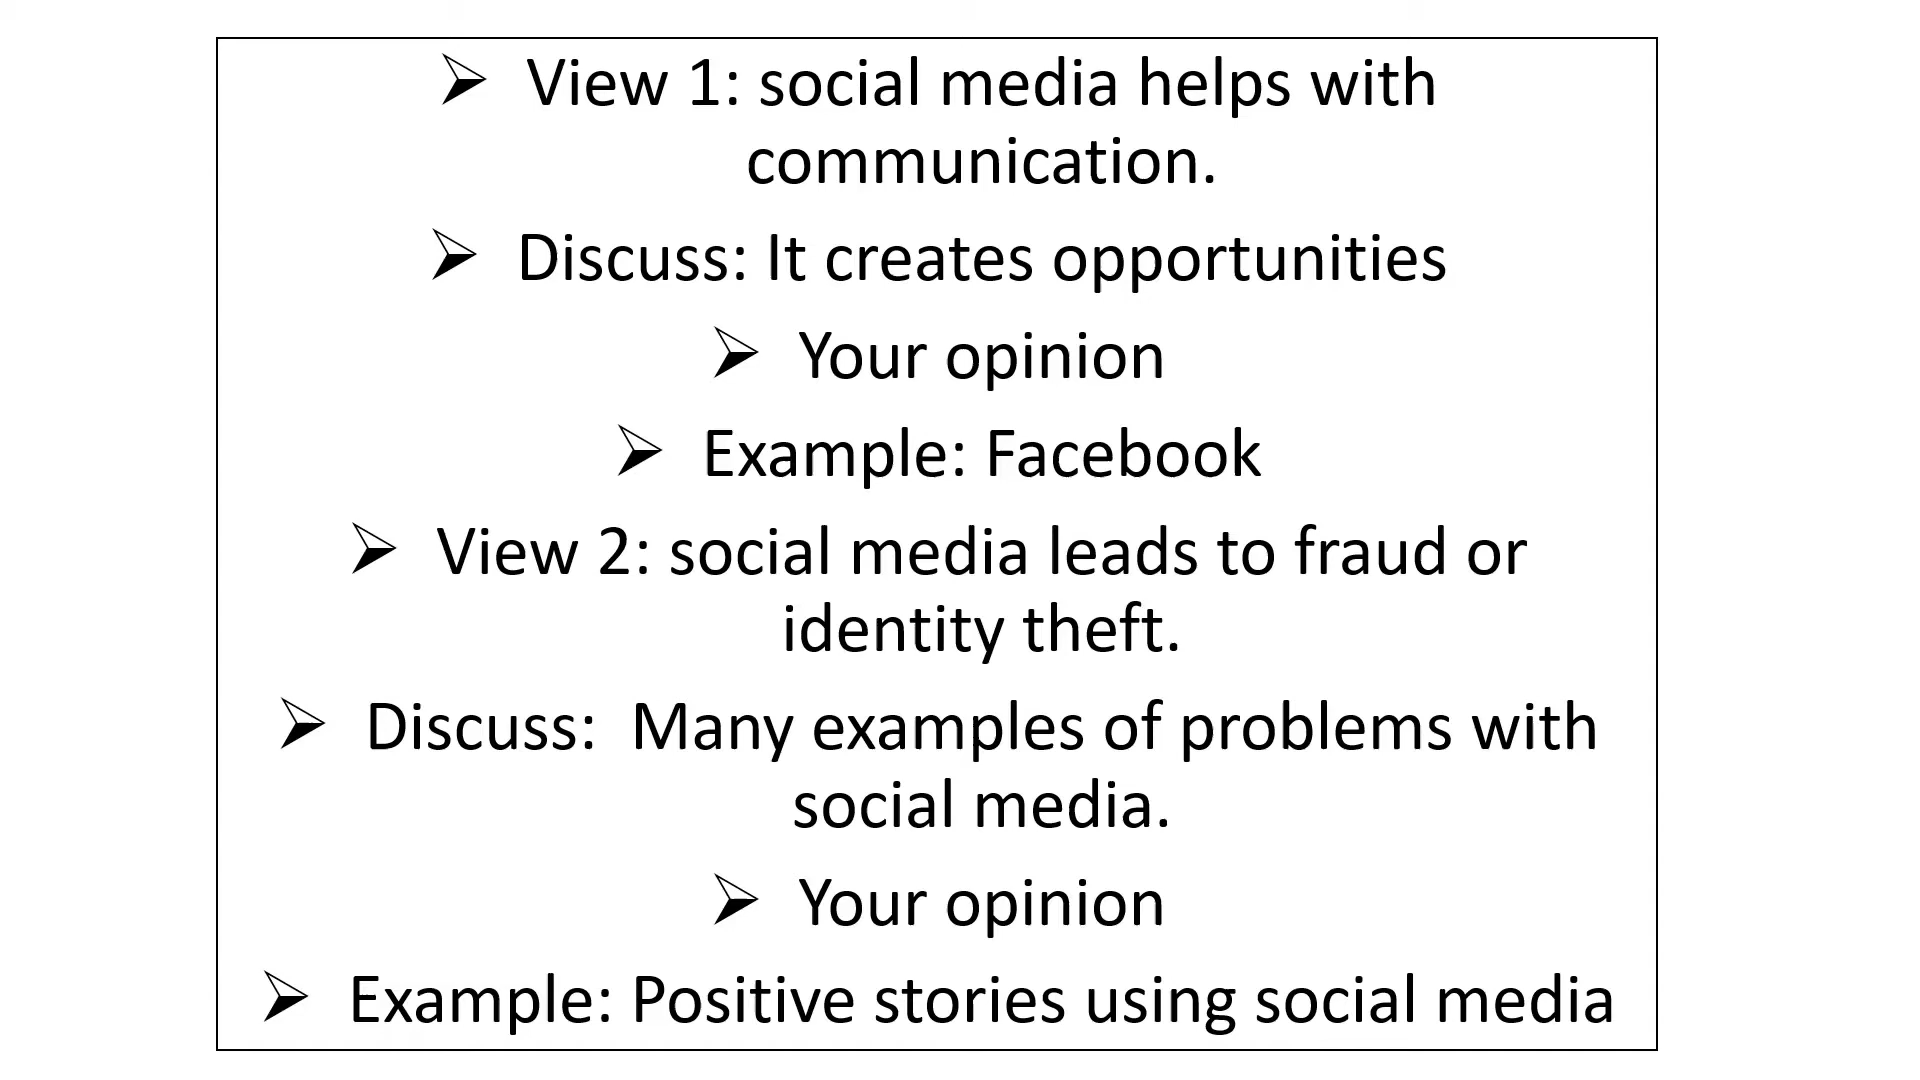 ➢ View 1: social media helps with
communication.
➢ Discuss: It creates opportunities
➢ Your opinion
➢ Example: Facebook
➢ View 2: social media leads to fraud or
identity theft.
➢ Discuss:  Many examples of problems with
social media.
➢ Your opinion
➢ Example: Positive stories using social media